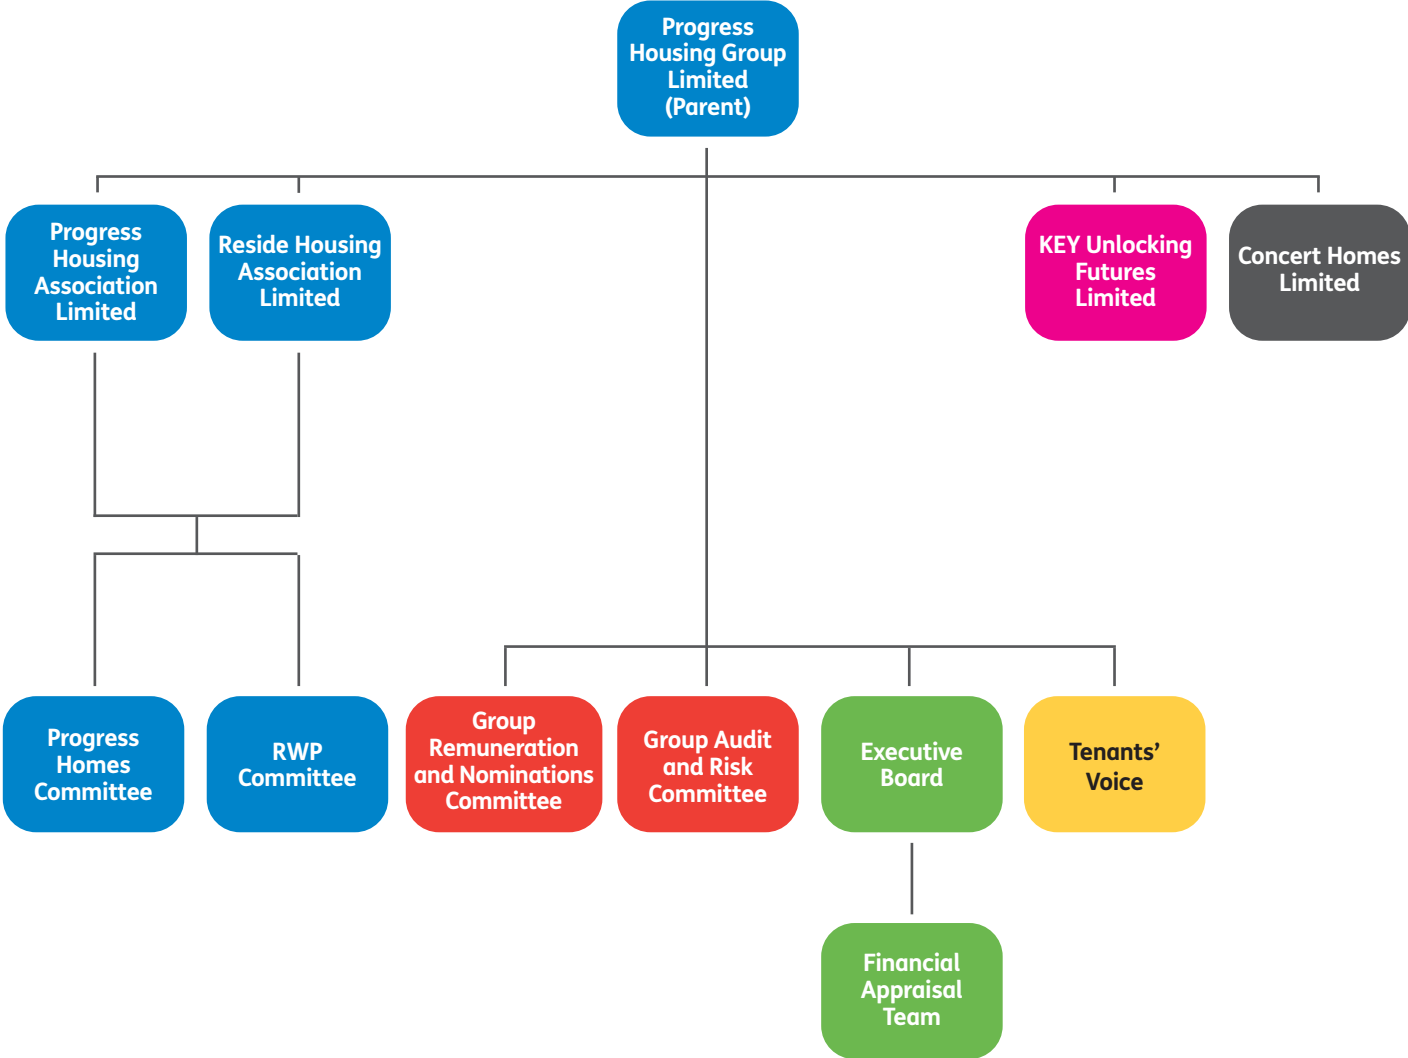 Progress
Housing Group
Limited
(Parent)
Progress
Housing
Association
Limited
Reside Housing
Association
Limited
KEY Unlocking
Futures
Limited
Concert Homes
Limited
Progress
Homes
Committee
RWP
Committee
Group
Remuneration
and Nominations
Committee
Group Audit
and Risk
Committee
Executive
Board
Tenants’
Voice
Financial
Appraisal
Team